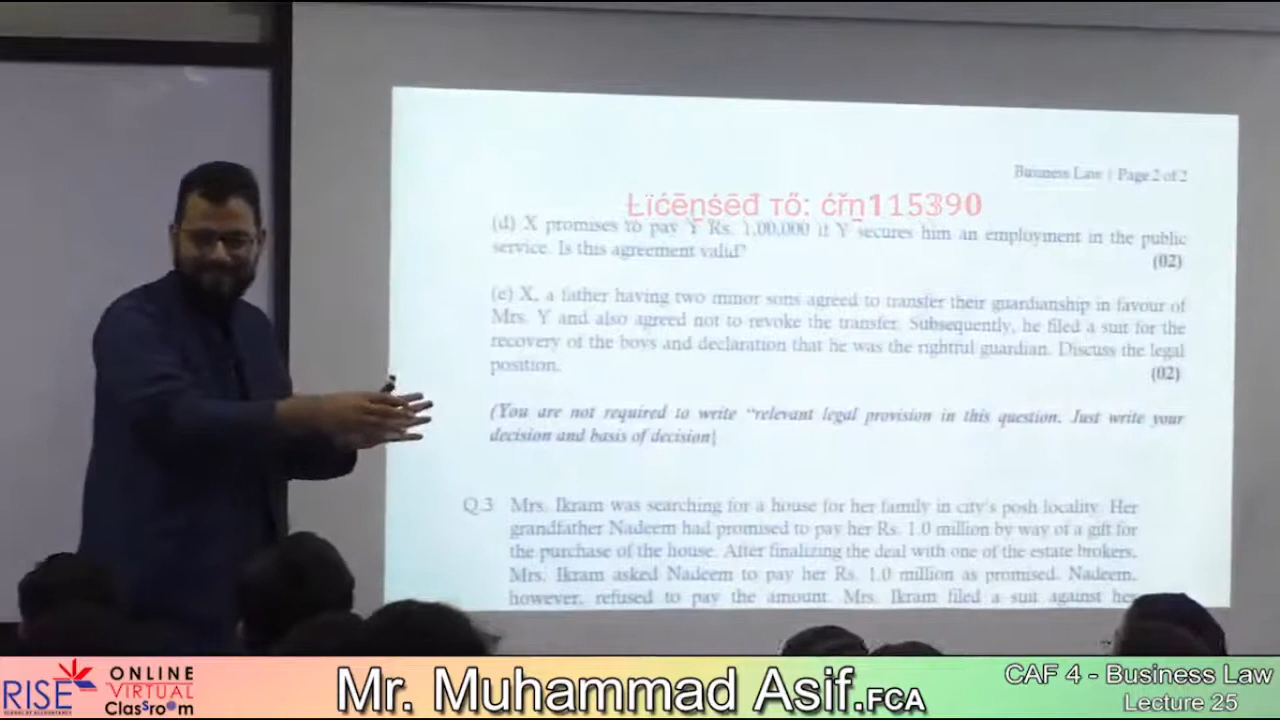 Business Law | Page 2 of 2
Łïćēṉṡēđ тő: ćřṉ115390
(d) X promises to pay Y Rs. 1,00,000 if Y secures him an employment in the public
service. Is this agreement valid?
(02)
(e) X, a father having two minor sons agreed to transfer their guardianship in favour of
Mrs. Y and also agreed not to revoke the transfer. Subsequently, he filed a suit for the
recovery of the boys and declaration that he was the rightful guardian. Discuss the legal
position.
(02)
(You are not required to write “relevant legal provision in this question. Just write your
decision and basis of decision]
Q.3 Mrs. Ikram was searching for a house for her family in city's posh locality. Her
grandfather Nadeem had promised to pay her Rs. 1.0 million by way of a gift for
the purchase of the house. After finalizing the deal with one of the estate brokers,
Mrs. Ikram asked Nadeem to pay her Rs. 1.0 million as promised. Nadeem,
however, refused to pay the amount. Mrs. Ikram filed a suit against her
RISE
SCHOOL OF ACCOUNTANCY
ONLINE
VIRTUAL
ClassrooM
Mr. Muhammad Asif.FCA
CAF 4 - Business Law
Lecture 25